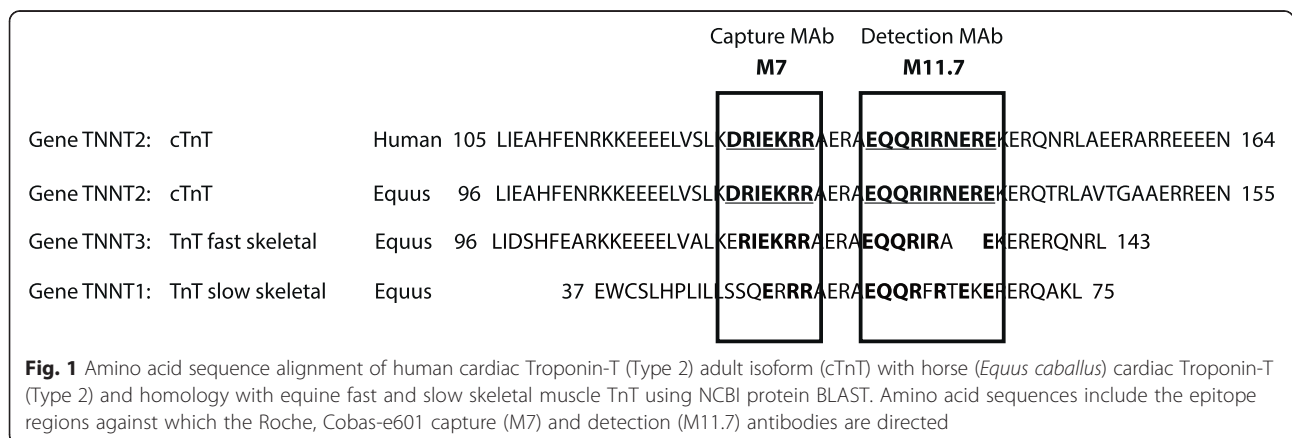 Capture MAb Detection MAb
M7 M11.7
Gene TNNT2: cTnT Human 105 LIEAHFENRKKEEEELVSLKDRIEKRRAERAEQQRIRNEREKERQNRLAEERARREEEEN 164
Gene TNNT2: cTnT Equus 96 LIEAHFENRKKEEEELVSLKDRIEKRRAERAEQQRIRNEREKERQTRLAVTGAAERREEN 155
Gene TNNT3: TnT fast skeletal Equus 96 LIDSHFEARKKEEEELVALKERIEKRRAERAEQQRIRA EKERERQNRL 143
Gene TNNT1: TnT slow skeletal Equus 37 EWCSLHPLILLSSQERRRAERAEQQRFRTEKERERQAKL 75
Fig. 1 Amino acid sequence alignment of human cardiac Troponin-T (Type 2) adult isoform (cTnT) with horse (Equus caballus) cardiac Troponin-T
(Type 2) and homology with equine fast and slow skeletal muscle TnT using NCBI protein BLAST. Amino acid sequences include the epitope
regions against which the Roche, Cobas-e601 capture (M7) and detection (M11.7) antibodies are directed